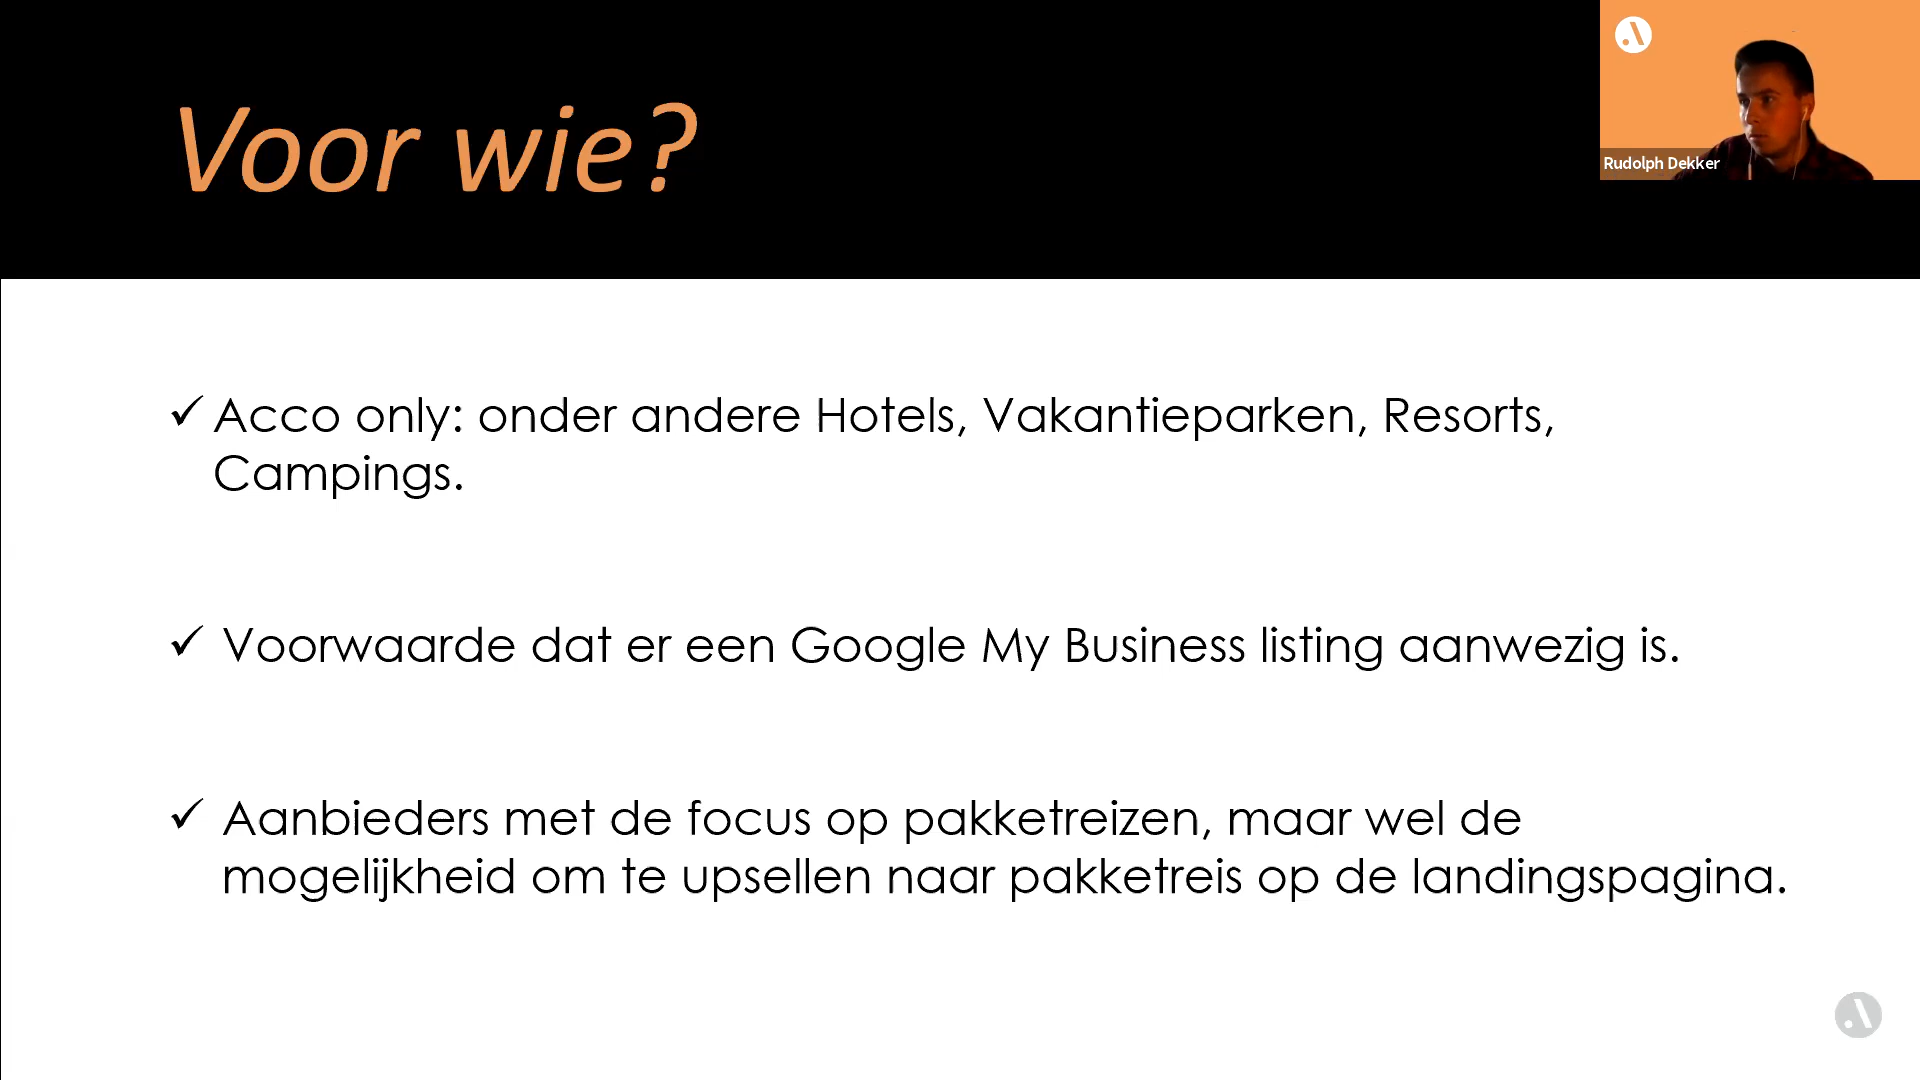 Voor wie?
Rudolph Dekker
✓ Acco only: onder andere Hotels, Vakantieparken, Resorts,
Campings.
✓ Voorwaarde dat er een Google My Business listing aanwezig is.
✓ Aanbieders met de focus op pakketreizen, maar wel de
mogelijkheid om te upsellen naar pakketreis op de landingspagina.